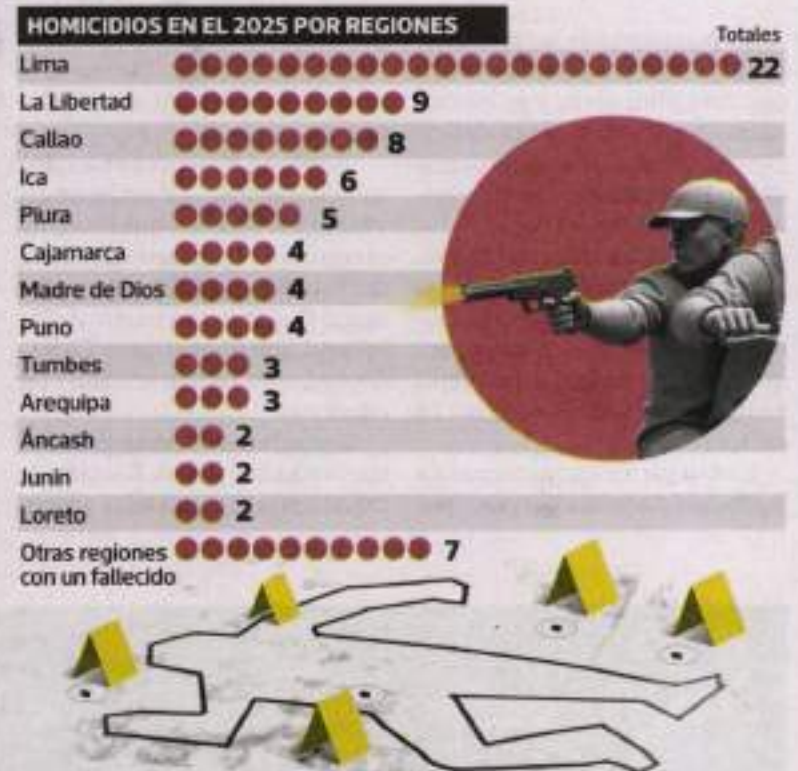 HOMICIDIOS EN EL 2025 POR REGIONES
Totales
Lima 22
La Libertad 9
Callao 8
Ica 6
Piura 5
Cajamarca 4
Madre de Dios 4
Puno 4
Tumbes 3
Arequipa 3
Áncash 2
Junín 2
Loreto 2
Otras regiones 7
con un fallecido